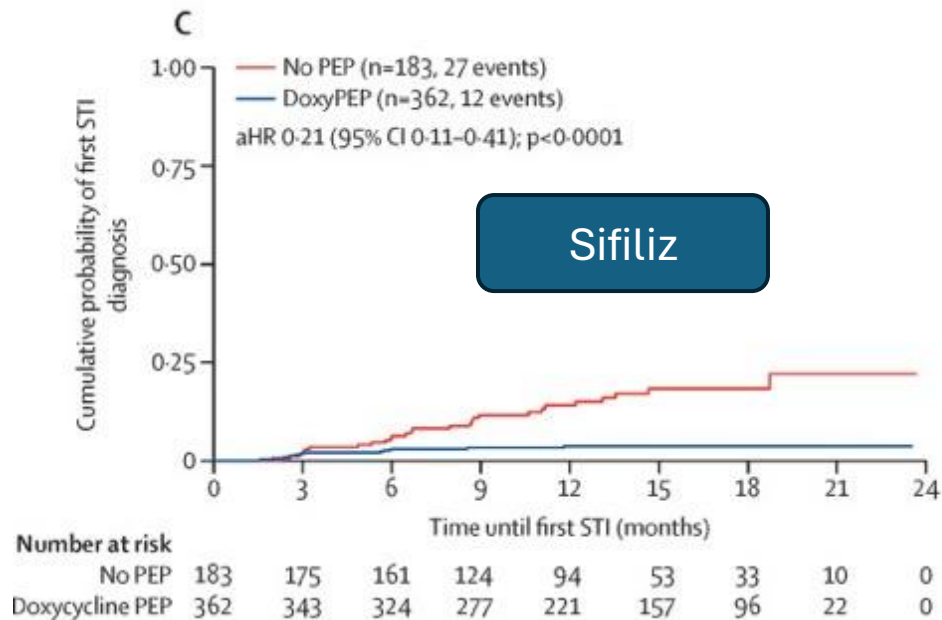 C
1·00
No PEP (n=183, 27 events)
DoxyPEP (n=362, 12 events)
aHR 0·21 (95% CI 0·11–0·41); p<0·0001
Cumulative probability of first STI
diagnosis
0·75
Sifiliz
0·50
0·25
0
0 3 6 9 12 15 18 21 24
Time until first STI (months)
Number at risk
No PEP 183 175 161 124 94 53 33 10 0
Doxycycline PEP 362 343 324 277 221 157 96 22 0